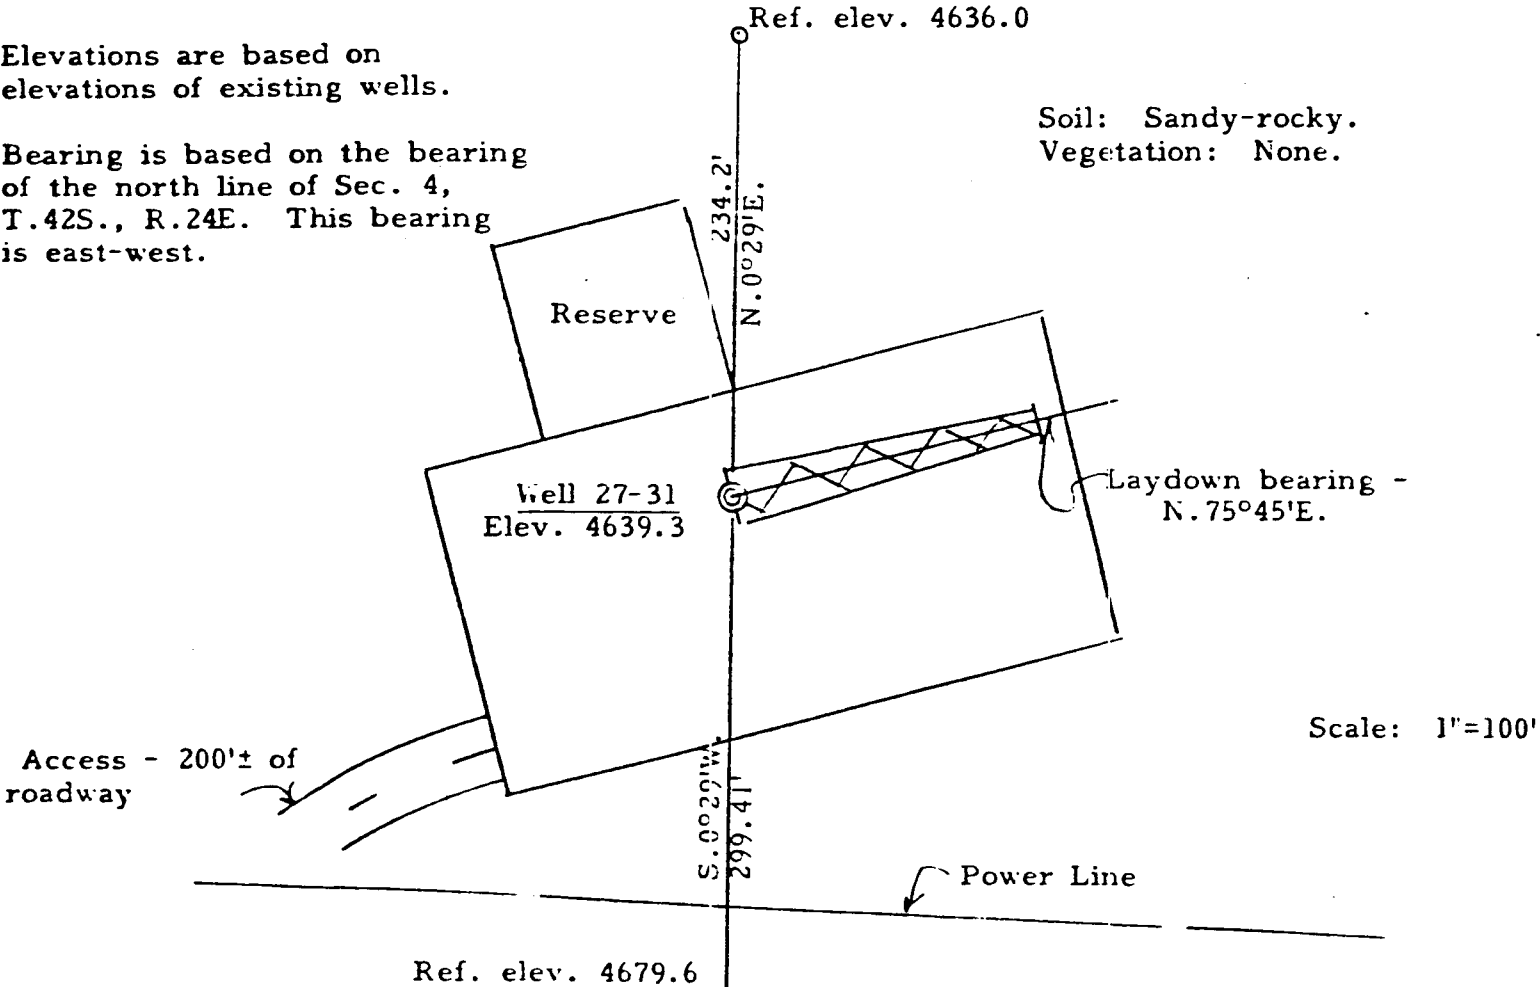 Ref. elev. 4636.0
Elevations are based on
elevations of existing wells.
Soil: Sandy-rocky.
Vegetation: None.
Bearing is based on the bearing
of the north line of Sec. 4,
T.42S., R.24E. This bearing
is east-west.
234.2'
N.0°29'E.
Reserve
Well 27-31
Elev. 4639.3
Laydown bearing -
N.75°45'E.
Scale: 1"=100'
Access - 200'± of
roadway
S.0°29'W.
299.41'
Power Line
Ref. elev. 4679.6